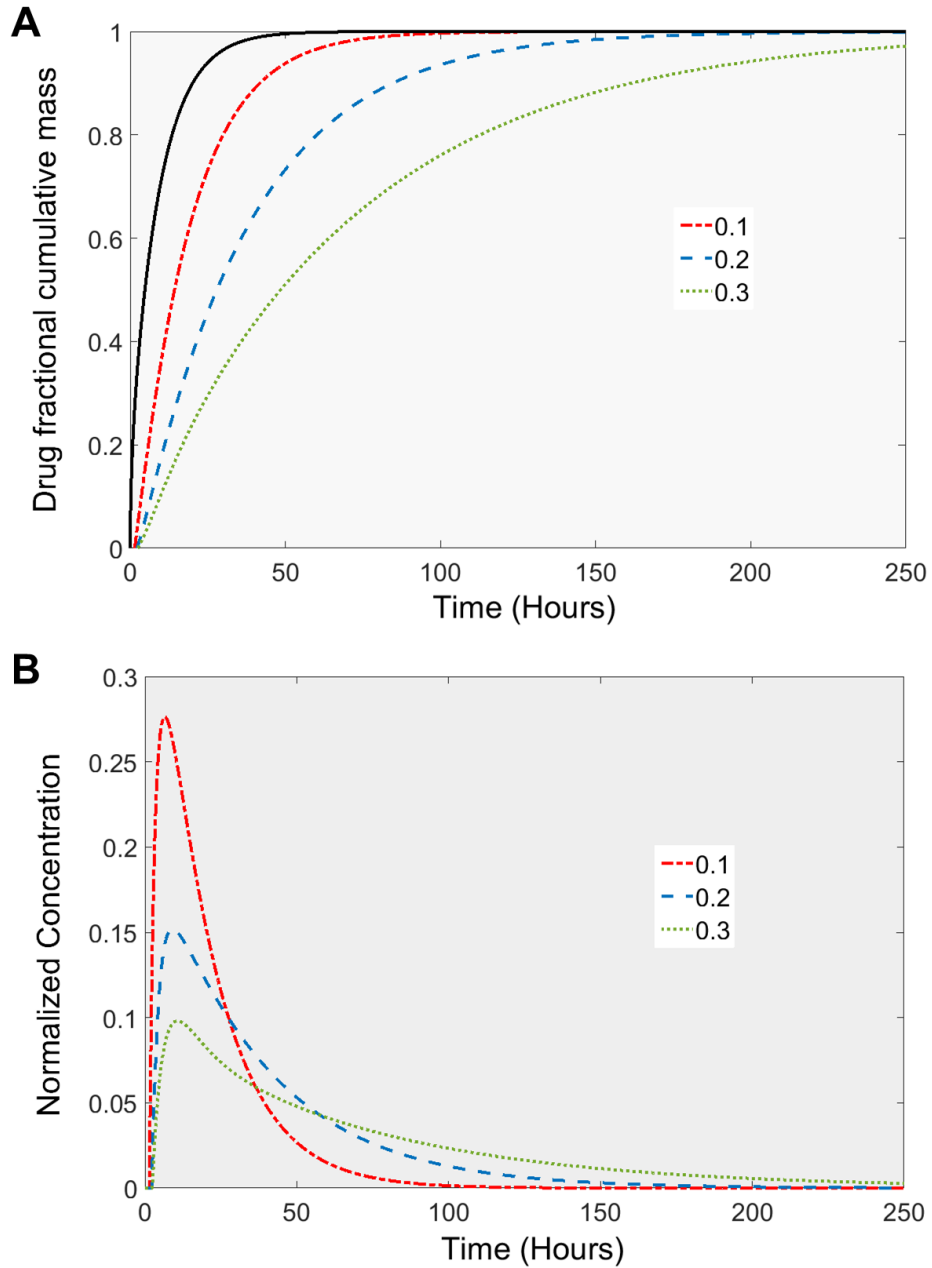 A
Drug fractional cumulative mass
1
0.8
0.6
0.4
0.2
0
0.1
0.2
0.3
0 50 100 150 200 250
Time (Hours)
B
Normalized Concentration
0.3
0.25
0.2
0.15
0.1
0.05
0
0.1
0.2
0.3
0 50 100 150 200 250
Time (Hours)